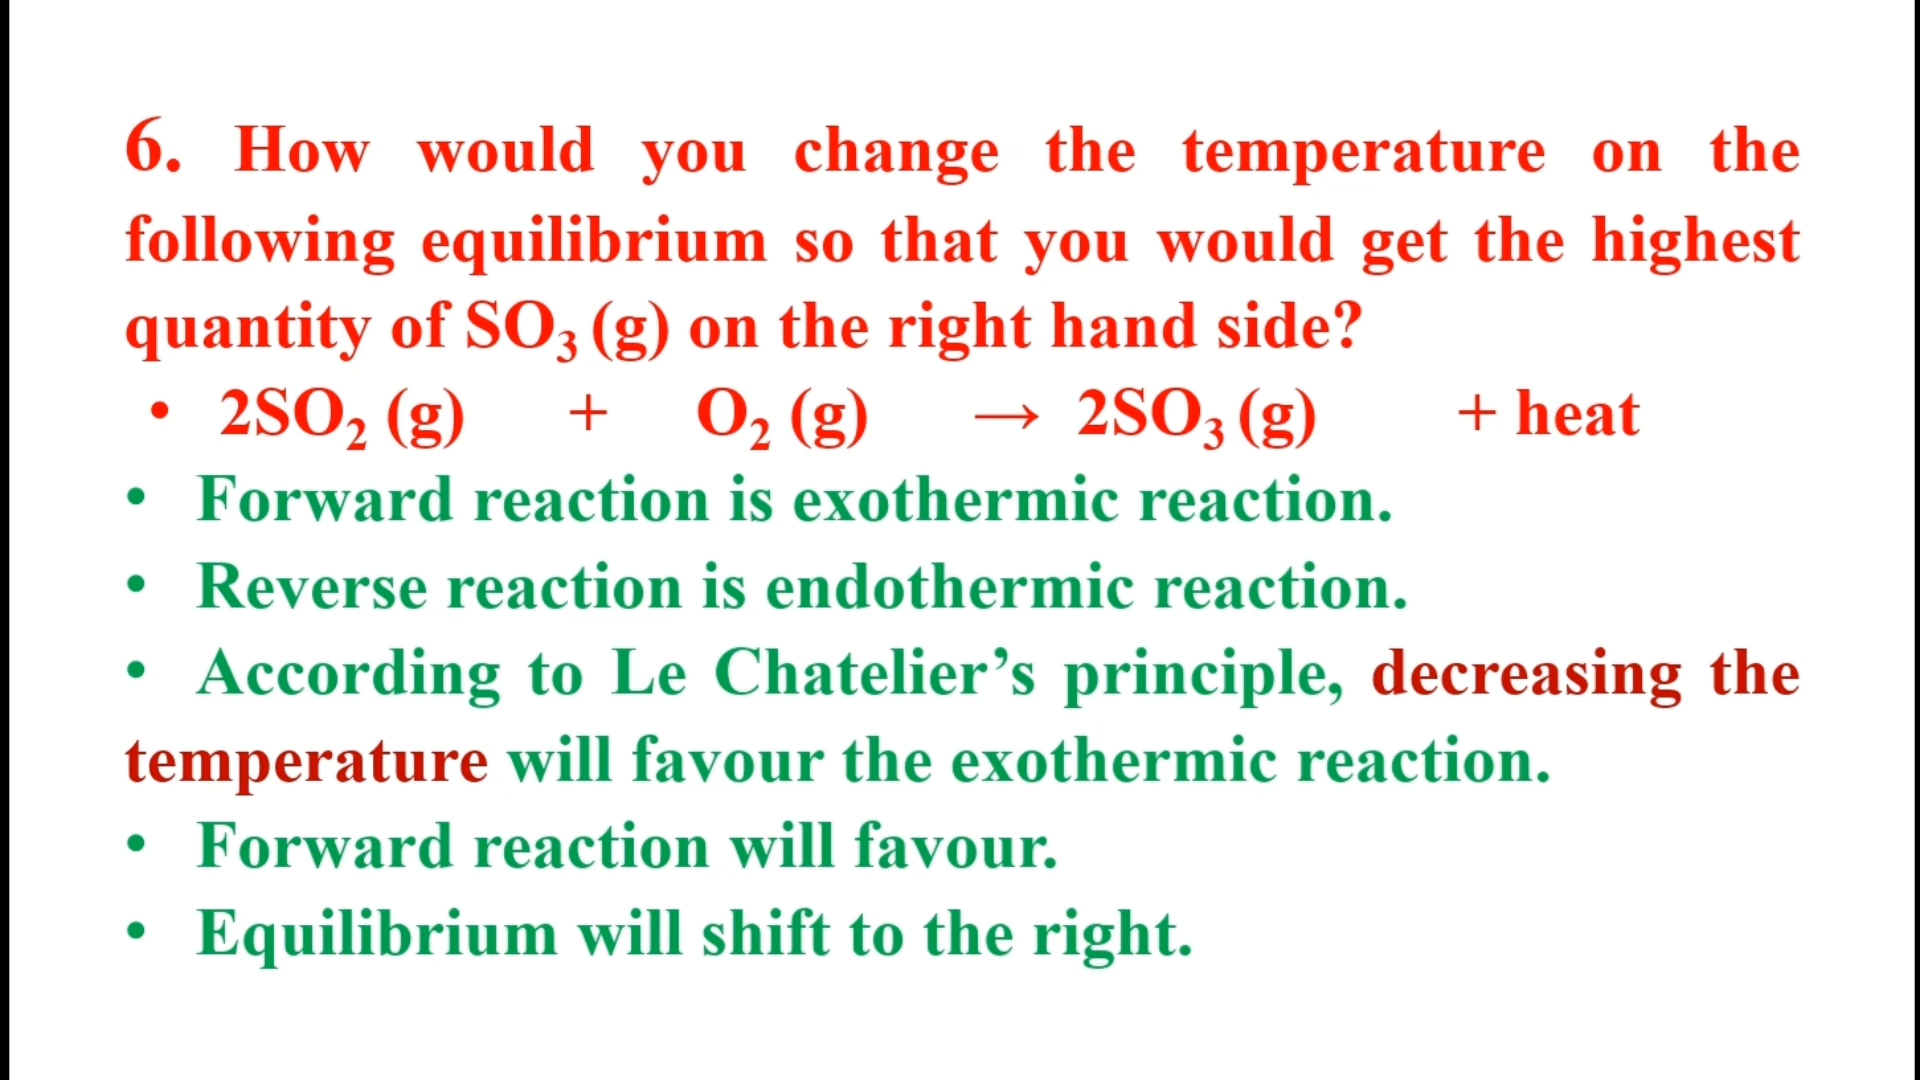 6. How would you change the temperature on the
following equilibrium so that you would get the highest
quantity of SO₃ (g) on the right hand side?
• 2SO₂ (g) + O₂ (g) → 2SO₃ (g) + heat
• Forward reaction is exothermic reaction.
• Reverse reaction is endothermic reaction.
• According to Le Chatelier’s principle, decreasing the
temperature will favour the exothermic reaction.
• Forward reaction will favour.
• Equilibrium will shift to the right.